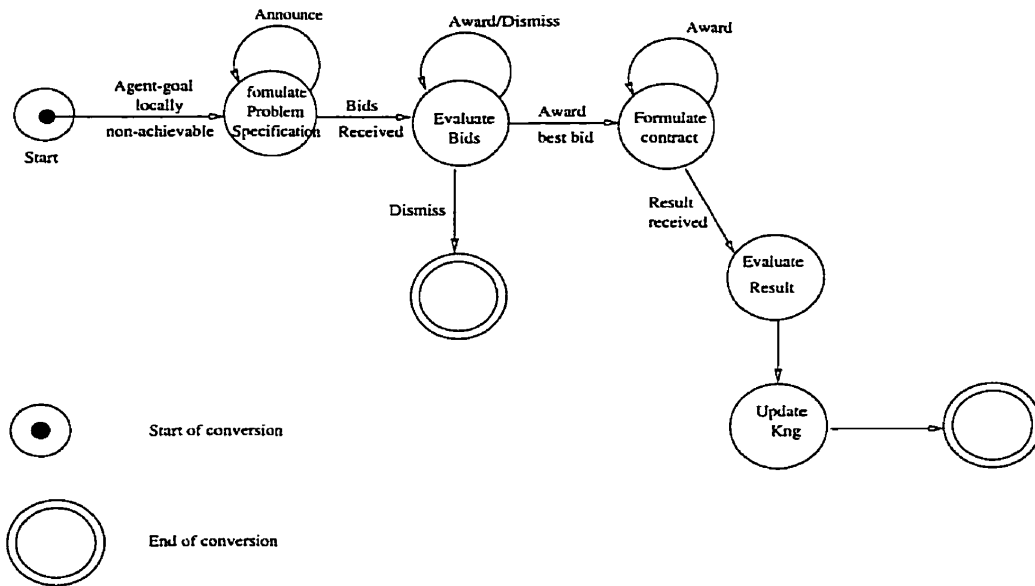 Announce
Award/Dismiss
Award
Agent-goal
locally
non-achievable
Start
fomulate
Problem
Specification
Bids
Received
Evaluate
Bids
Award
best bid
Formulate
contract
Dismiss
Result
received
Evaluate
Result
Update
Kng
Start of conversion
End of conversion